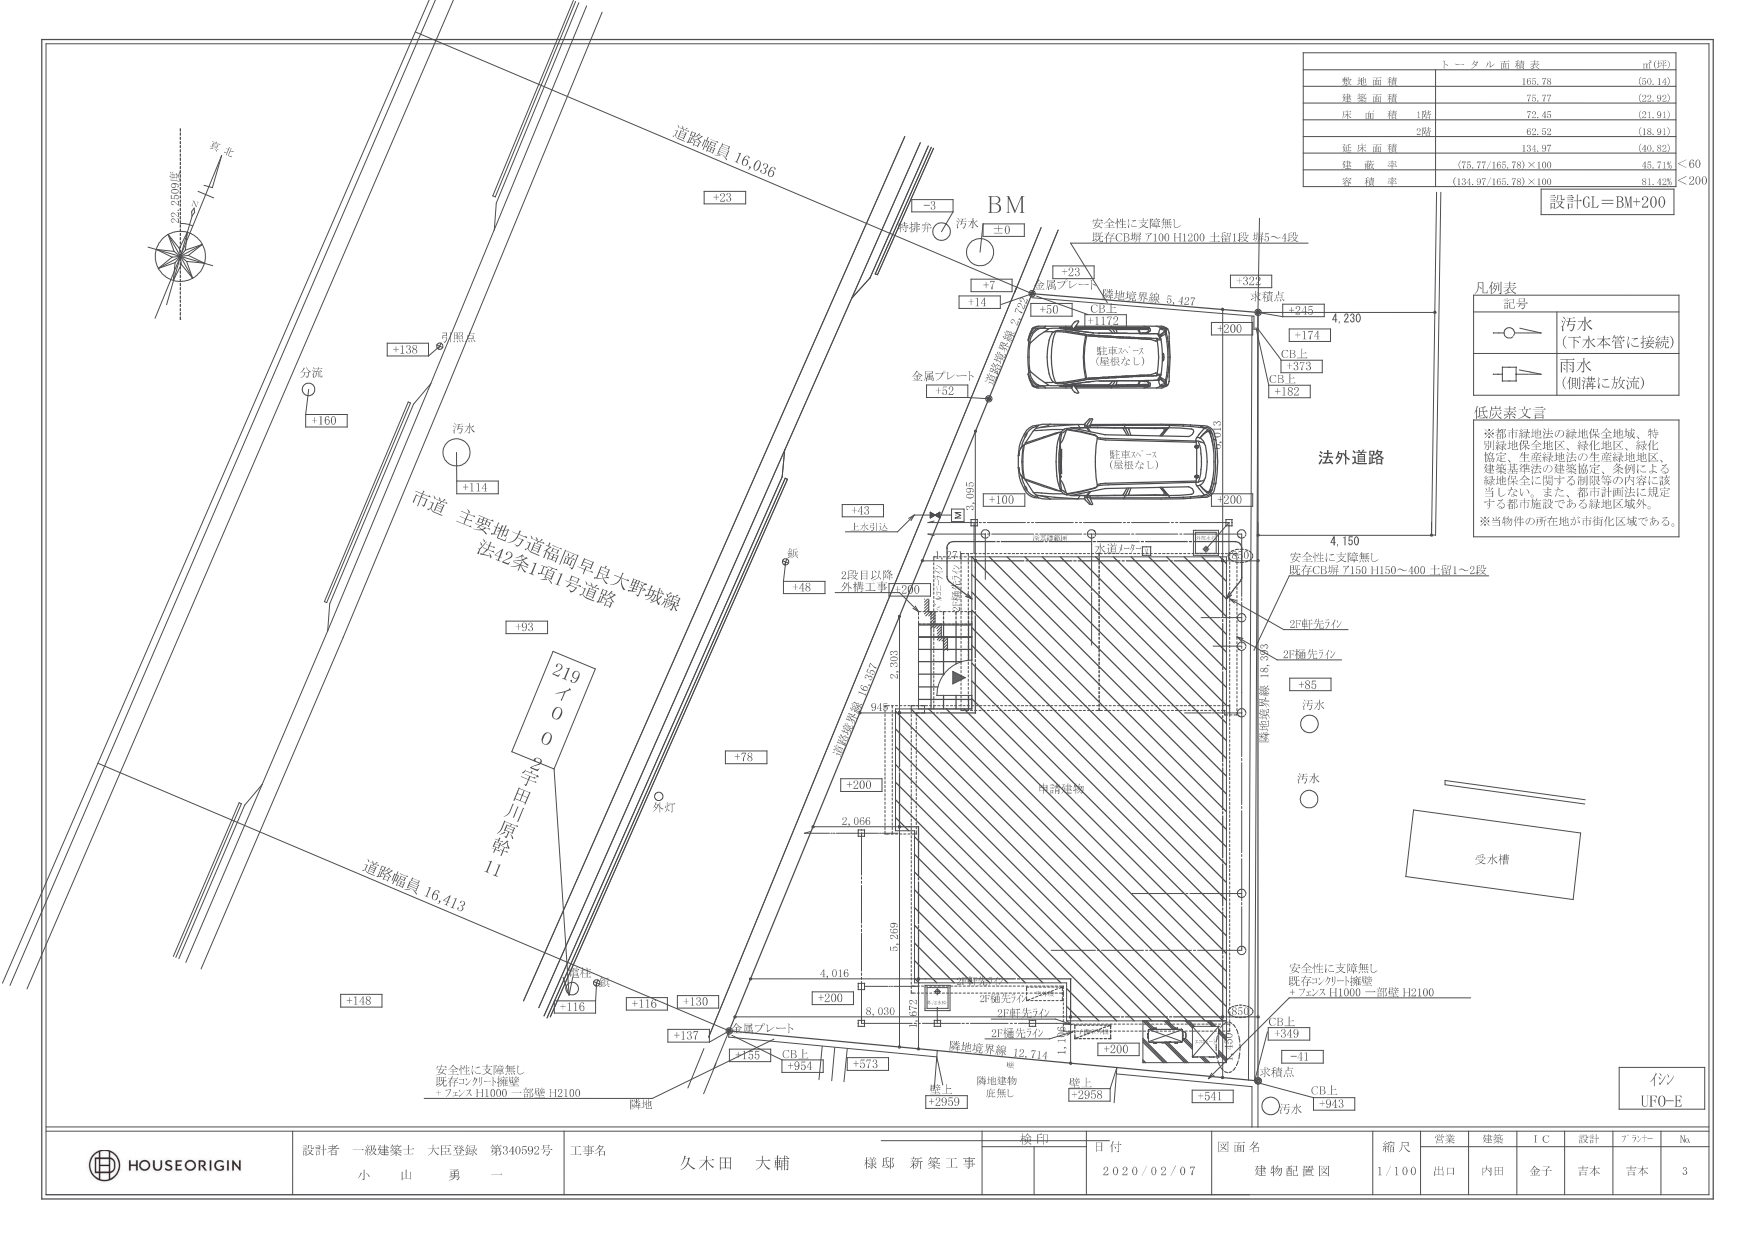 トータル面積表 ㎡(坪)
敷地面積 165.78 (50.14)
建築面積 75.77 (22.92)
床面積 1階 72.45 (21.91)
2階 62.52 (18.91)
延床面積 134.97 (40.82)
建蔽率 (75.77/165.78)×100 45.71% <60
容積率 (134.97/165.78)×100 81.42% <200
設計GL=BM+200
真北
N
22.2509度
道路幅員 16,036
+23
-3
特排弁
汚水
BM
±0
安全性に支障無し
既存CB塀 ア100 H1200 土留1段 塀5～4段
+7
+14
+23
金属プレート
隣地境界線 5,427
+50
CB上
+1172
+322
求積点
+245
4,230
+200
+174
CB上
+373
CB上
+182
道路境界線 2,722
駐車スペース
(屋根なし)
金属プレート
+52
駐車スペース
(屋根なし)
+100
+200
3,095
法外道路
4,150
凡例表
記号
汚水
(下水本管に接続)
雨水
(側溝に放流)
低炭素文言
※都市緑地法の緑地保全地域、特
別緑地保全地区、緑化地区、緑化
協定、生産緑地法の生産緑地地区、
建築基準法の建築協定、条例による
緑地保全に関する制限等の内容に該
当しない。また、都市計画法に規定
する都市施設である緑地区域外。
※当物件の所在地が市街化区域である。
引照点
+138
分流
+160
汚水
+114
市道 主要地方道福岡早良大野城線
法42条1項1号道路
+93
鋲
+48
+43
上水引込
M
水道メーター
2段目以降
外構工事
+200
安全性に支障無し
既存CB塀 ア150 H150～400 土留1～2段
2F軒先ライン
2F樋先ライン
隣地境界線 18,393
+85
汚水
汚水
受水槽
2,303
道路境界線 16,357
945
+78
+200
2,066
申請建物
219
イ
0
0
2
宇田川原幹
11
外灯
道路幅員 16,413
5,269
4,016
+200
8,030
2F軒先ライン
2F樋先ライン
2F軒先ライン
2F樋先ライン
(850)
安全性に支障無し
既存コンクリート擁壁
+フェンス H1000 一部壁 H2100
電柱
鋲
+116
+148
+116
+130
+137
金属プレート
+155
CB上
+954
+573
隣地境界線 12,714
壁
+200
CB上
+349
-41
求積点
安全性に支障無し
既存コンクリート擁壁
+フェンス H1000 一部壁 H2100
隣地
壁上
+2959
隣地建物
庇無し
壁上
+2958
+541
CB上
+943
汚水
イシン
UFO-E
HOUSEORIGIN
設計者 一級建築士 大臣登録 第340592号
小山 勇一
工事名
久木田 大輔 様邸 新築工事
検印
日付
2020/02/07
図面名
建物配置図
縮尺
1/100
営業 建築 IC 設計 プランナー №
出口 内田 金子 吉本 吉本 3